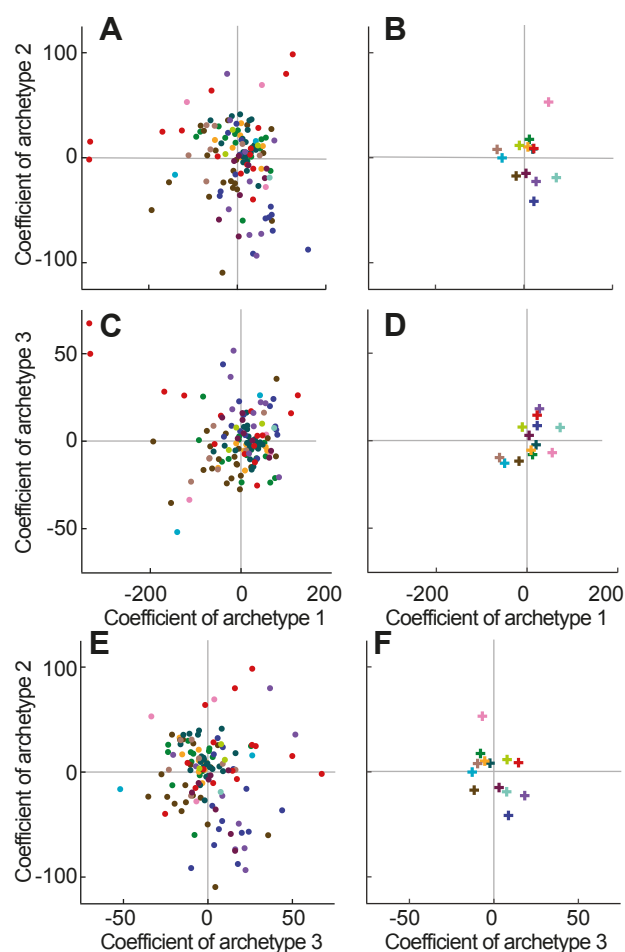 A
B
Coefficient of archetype 2
100
0
-100
C
D
Coefficient of archetype 3
50
0
-50
-200
0
200
-200
0
200
Coefficient of archetype 1
Coefficient of archetype 1
E
F
Coefficient of archetype 2
100
0
-100
-50
0
50
-50
0
50
Coefficient of archetype 3
Coefficient of archetype 3